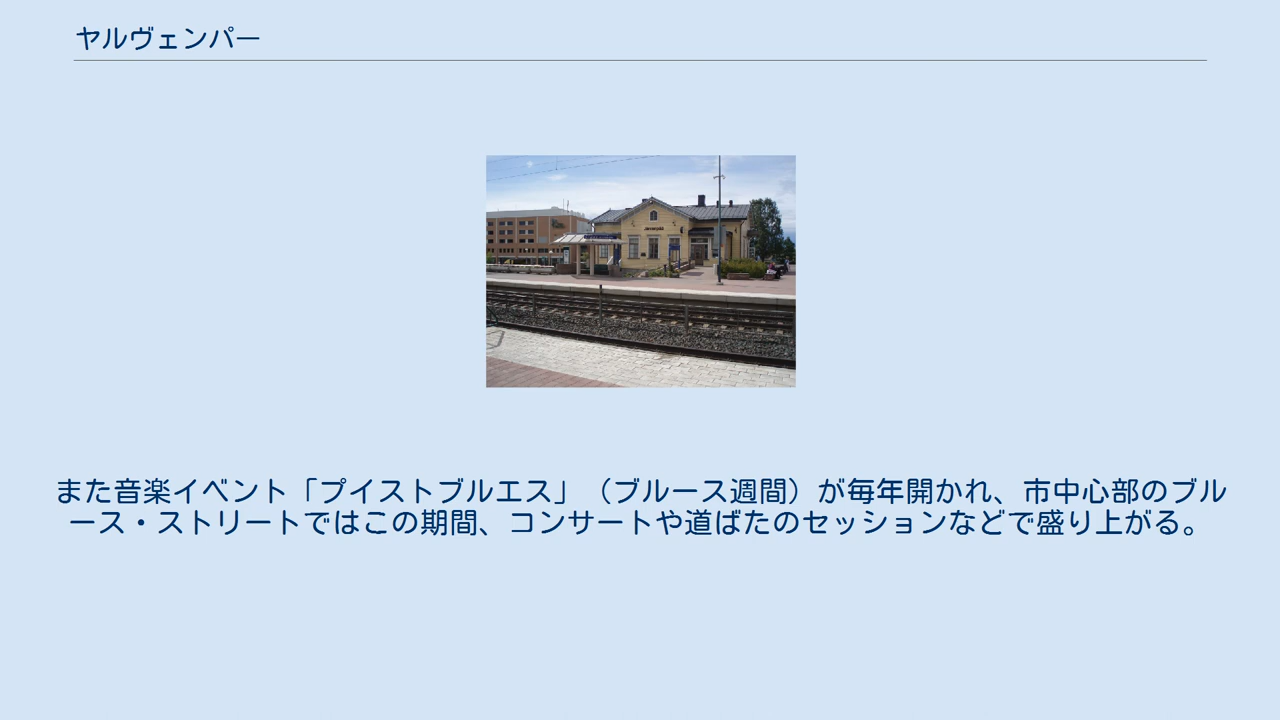 ヤルヴェンパー
また音楽イベント「プイストブルエス」（ブルース週間）が毎年開かれ、市中心部のブル
ース・ストリートではこの期間、コンサートや道ばたのセッションなどで盛り上がる。